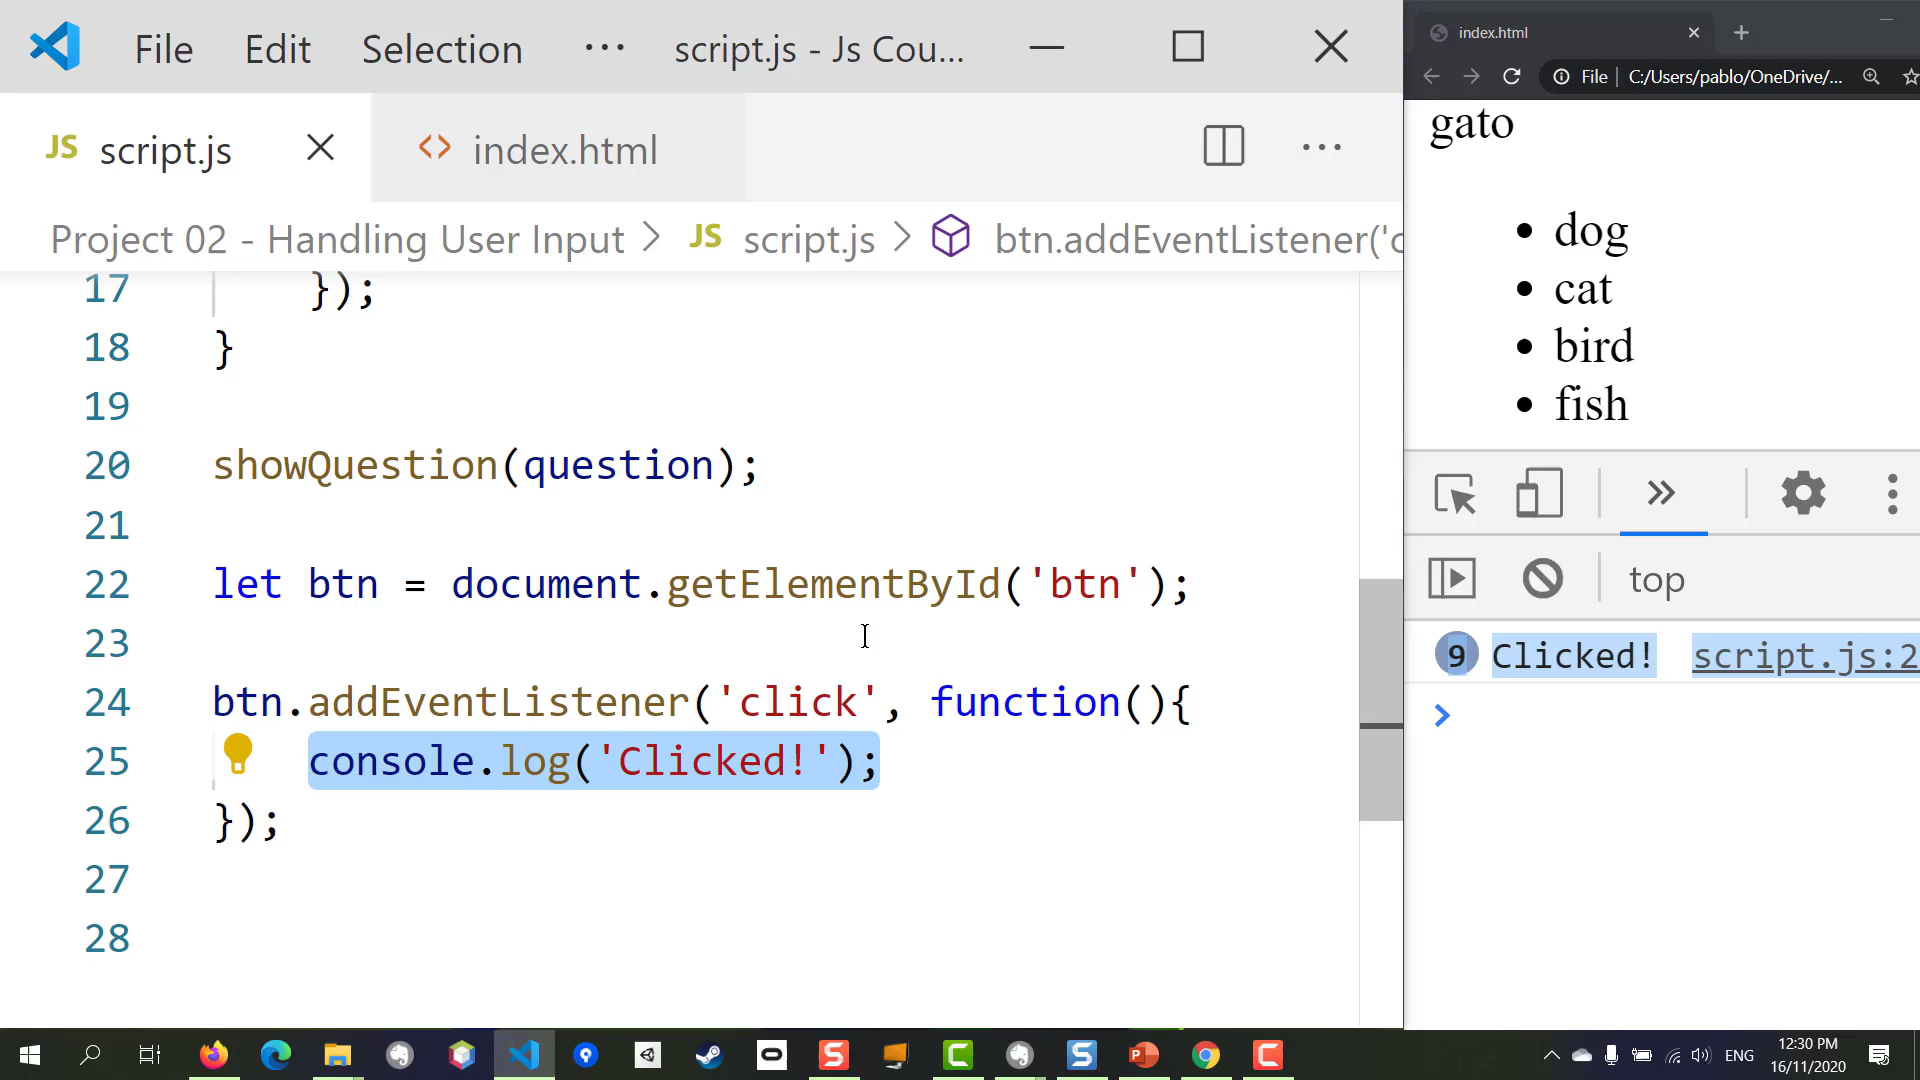 File Edit Selection ··· script.js - Js Cou...
JS script.js index.html
Project 02 - Handling User Input > JS script.js > btn.addEventListener('c
17 });
18 }
19
20 showQuestion(question);
21
22 let btn = document.getElementById('btn');
23
24 btn.addEventListener('click', function(){
25 console.log('Clicked!');
26 });
27
28
index.html
File C:/Users/pablo/OneDrive/...
gato
dog
cat
bird
fish
top
9 Clicked! script.js:2
ENG
12:30 PM
16/11/2020